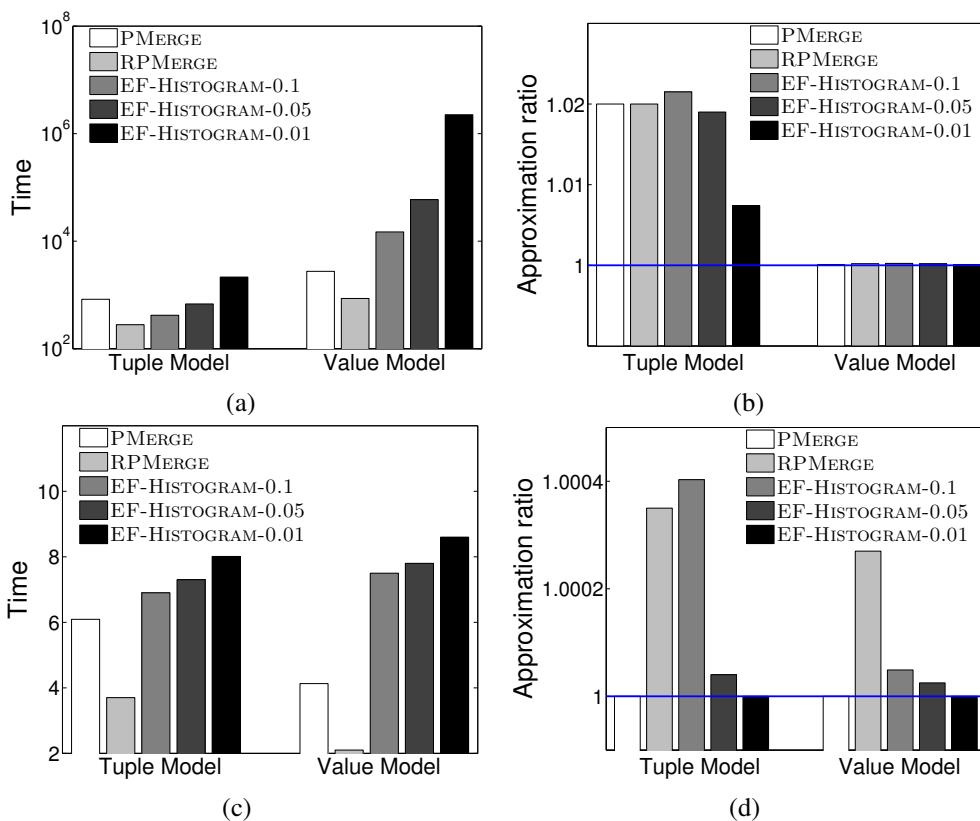 10^8
10^6
10^4
10^2
Time
PMERGE
RPMERGE
EF-HISTOGRAM-0.1
EF-HISTOGRAM-0.05
EF-HISTOGRAM-0.01
Tuple Model
Value Model
(a)
1.02
1.01
1
Approximation ratio
PMERGE
RPMERGE
EF-HISTOGRAM-0.1
EF-HISTOGRAM-0.05
EF-HISTOGRAM-0.01
Tuple Model
Value Model
(b)
10
8
6
4
2
Time
PMERGE
RPMERGE
EF-HISTOGRAM-0.1
EF-HISTOGRAM-0.05
EF-HISTOGRAM-0.01
Tuple Model
Value Model
(c)
1.0004
1.0002
1
Approximation ratio
PMERGE
RPMERGE
EF-HISTOGRAM-0.1
EF-HISTOGRAM-0.05
EF-HISTOGRAM-0.01
Tuple Model
Value Model
(d)